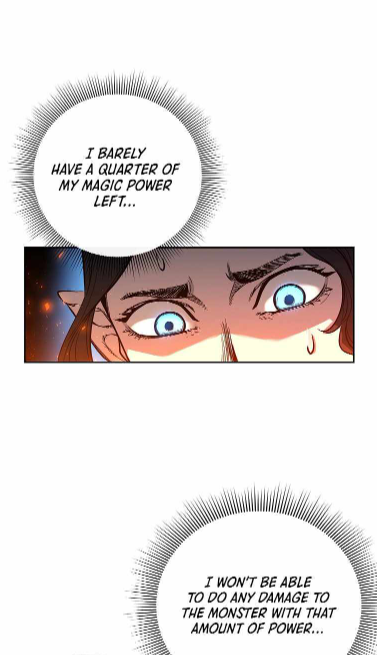 I BARELY
HAVE A QUARTER OF
MY MAGIC POWER
LEFT...
I WON'T BE ABLE
TO DO ANY DAMAGE TO
THE MONSTER WITH THAT
AMOUNT OF POWER...